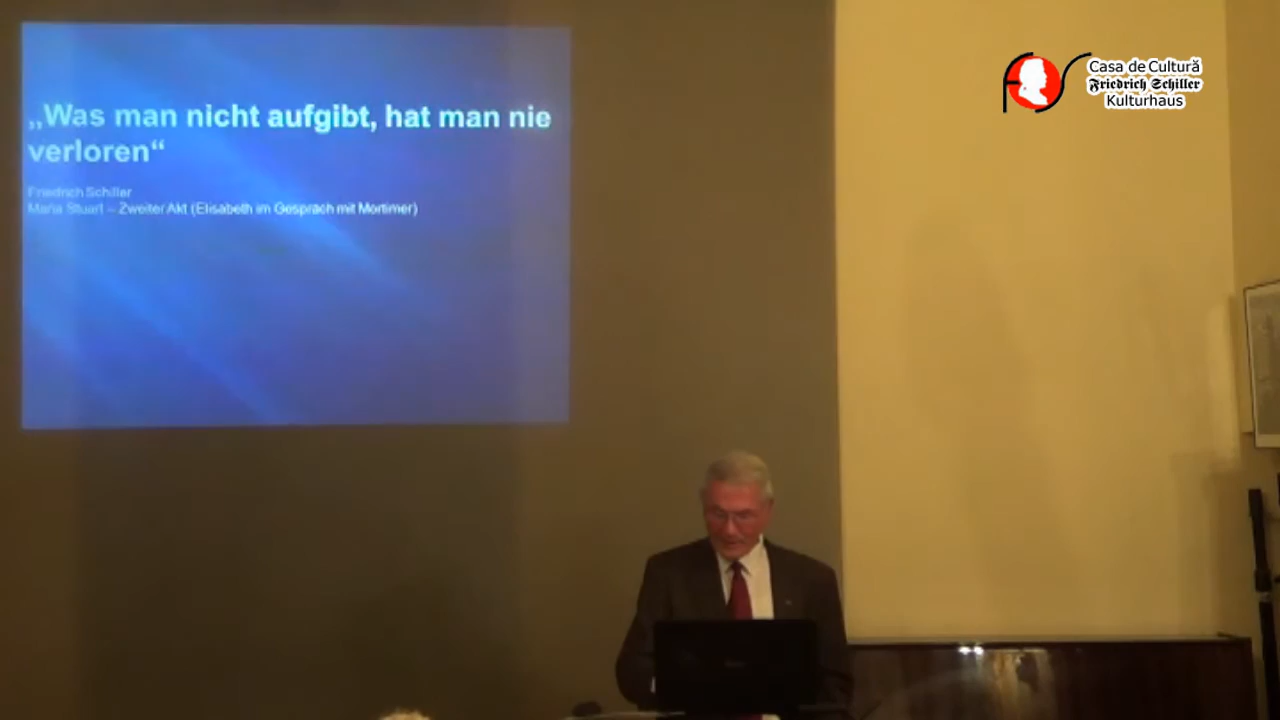 „Was man nicht aufgibt, hat man nie
verloren“
Friedrich Schiller
Maria Stuart – Zweiter Akt (Elisabeth im Gespräch mit Mortimer)
Casa de Cultură
Friedrich Schiller
Kulturhaus